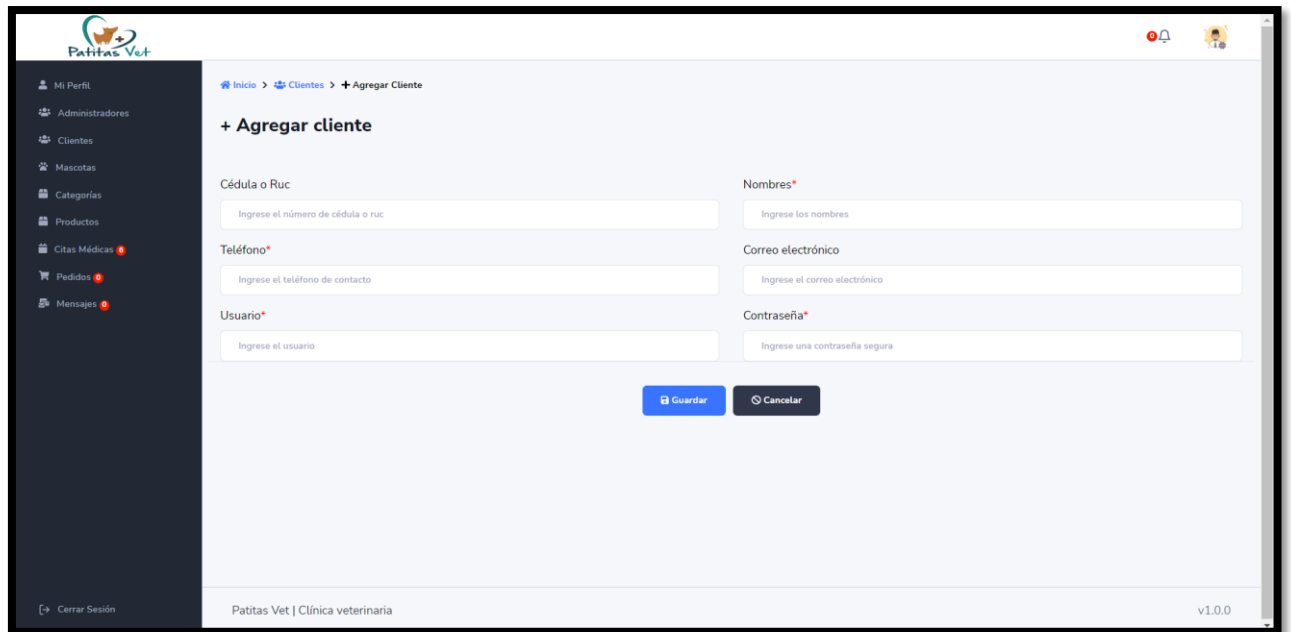 Patitas Vet
0
Mi Perfil
Administradores
Clientes
Mascotas
Categorías
Productos
Citas Médicas 8
Pedidos 0
Mensajes 0
Cerrar Sesión
Inicio > Clientes > + Agregar Cliente
+ Agregar cliente
Cédula o Ruc
Ingrese el número de cédula o ruc
Nombres*
Ingrese los nombres
Teléfono*
Ingrese el teléfono de contacto
Correo electrónico
Ingrese el correo electrónico
Usuario*
Ingrese el usuario
Contraseña*
Ingrese una contraseña segura
Guardar
Cancelar
Patitas Vet | Clínica veterinaria
v1.0.0